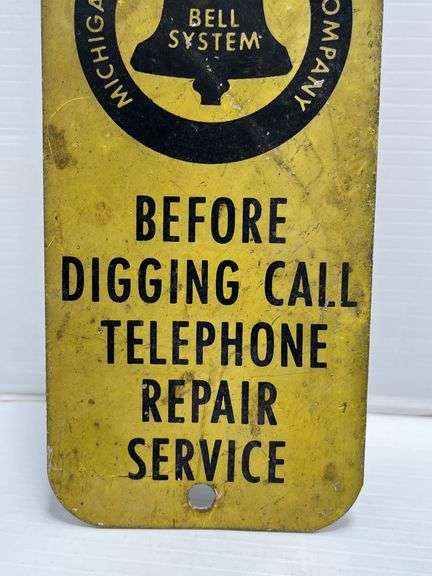 BELL
SYSTEM
MICHIGA
COMPANY
BEFORE
DIGGING CALL
TELEPHONE
REPAIR
SERVICE